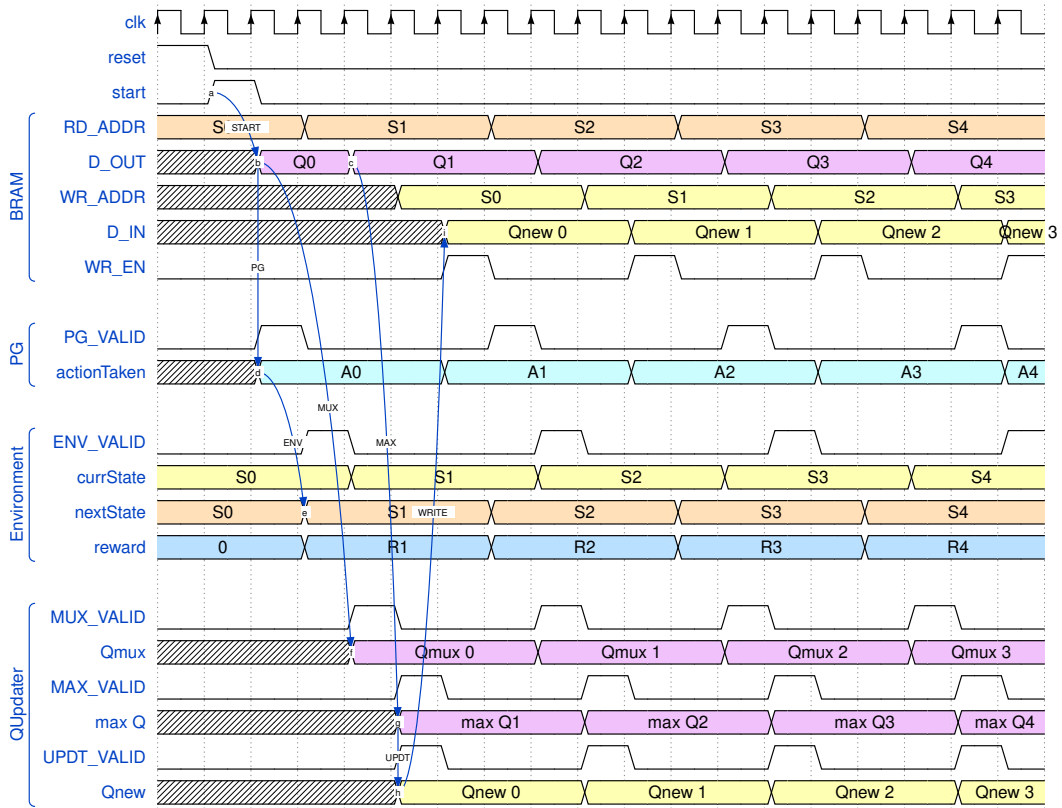 clk
reset
start
a
BRAM
RD_ADDR S START S1 S2 S3 S4
D_OUT b Q0 c Q1 Q2 Q3 Q4
WR_ADDR S0 S1 S2 S3
D_IN i Qnew 0 Qnew 1 Qnew 2 Qnew 3
WR_EN
PG
PG
PG_VALID
actionTaken d A0 A1 A2 A3 A4
MUX
Environment
ENV_VALID ENV MAX
currState S0 S1 S2 S3 S4
nextState S0 e S1 WRITE S2 S3 S4
reward 0 R1 R2 R3 R4
QUpdater
MUX_VALID
Qmux f Qmux 0 Qmux 1 Qmux 2 Qmux 3
MAX_VALID
max Q g max Q1 max Q2 max Q3 max Q4
UPDT_VALID UPDT
Qnew h Qnew 0 Qnew 1 Qnew 2 Qnew 3